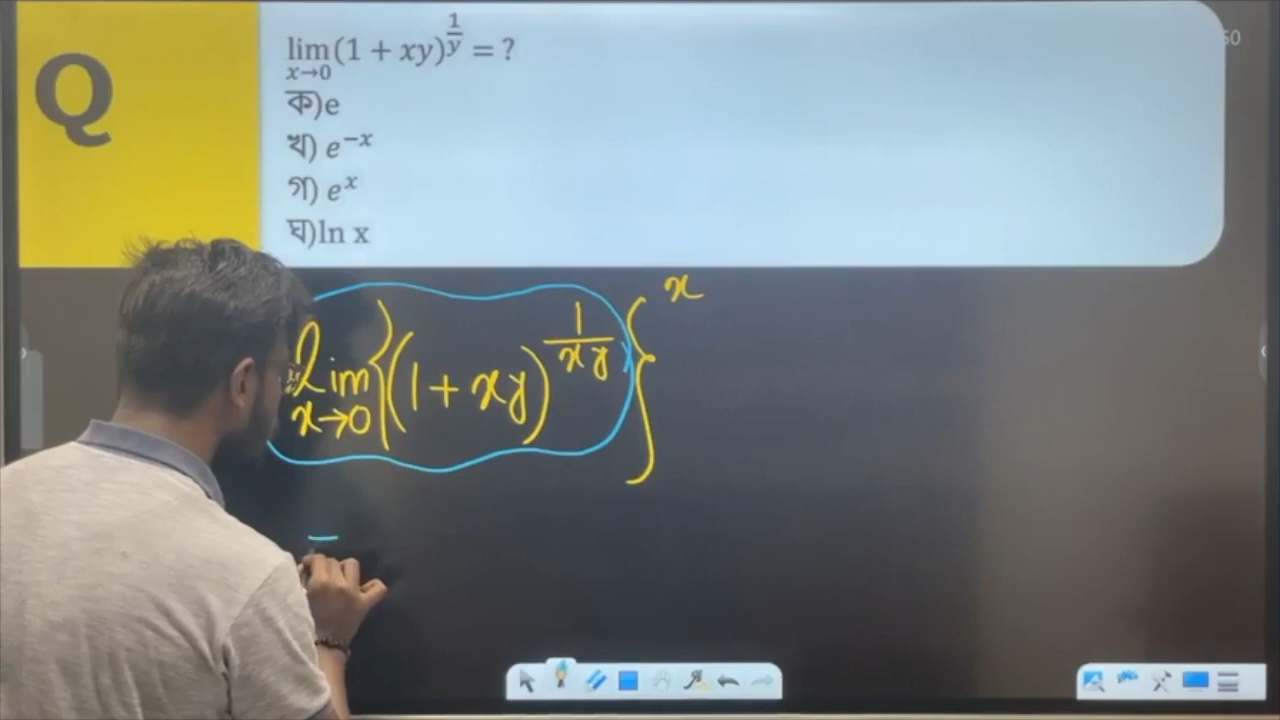 Q
lim (1 + xy)^{1/y} = ?
x→0
ক)e
খ) e^{-x}
গ) e^x
ঘ)ln x
lim {(1 + xy)^{1/xy}}^x
x→0
=